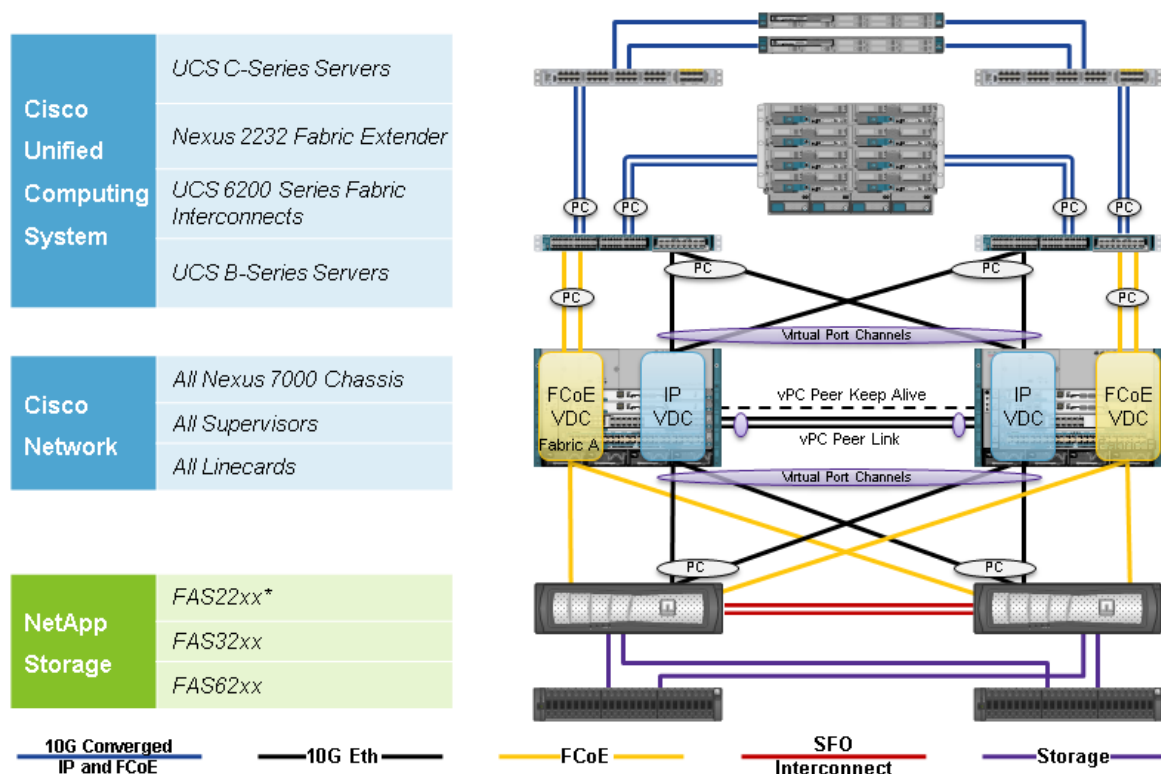 Cisco
Unified
Computing
System
UCS C-Series Servers
Nexus 2232 Fabric Extender
UCS 6200 Series Fabric
Interconnects
UCS B-Series Servers
Cisco
Network
All Nexus 7000 Chassis
All Supervisors
All Linecards
NetApp
Storage
FAS22xx*
FAS32xx
FAS62xx
PC
PC
PC
PC
PC
PC
PC
PC
Virtual Port Channels
FCoE
VDC
Fabric A
IP
VDC
vPC Peer Keep Alive
vPC Peer Link
IP
VDC
FCoE
VDC
Fabric B
Virtual Port Channels
PC
PC
10G Converged
IP and FCoE
10G Eth
FCoE
SFO
Interconnect
Storage